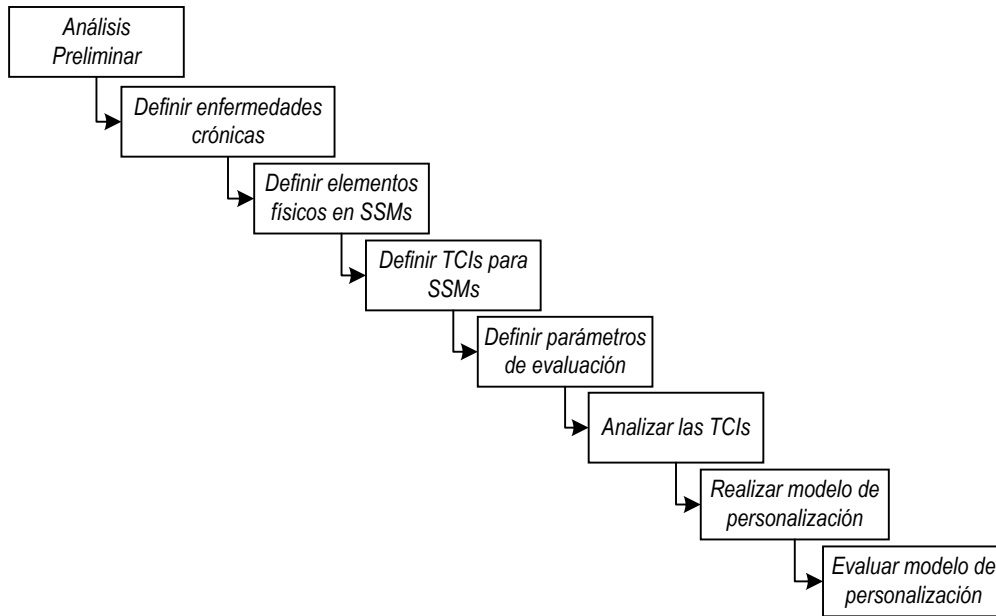 Análisis
Preliminar
Definir enfermedades
crónicas
Definir elementos
físicos en SSMs
Definir TCIs para
SSMs
Definir parámetros
de evaluación
Analizar las TCIs
Realizar modelo de
personalización
Evaluar modelo de
personalización